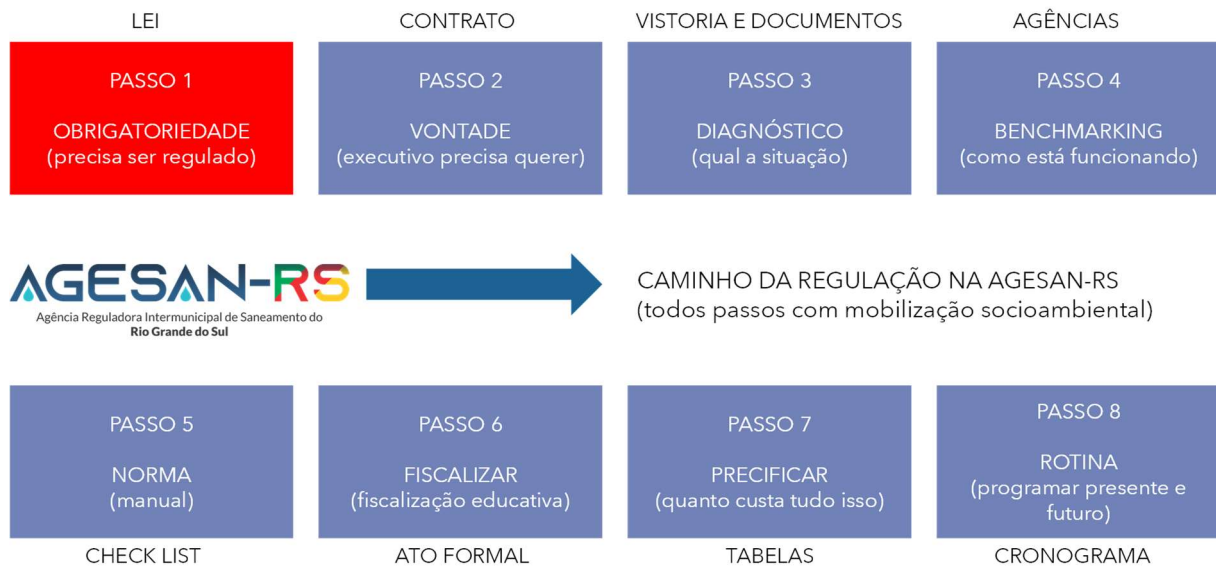 LEI
CONTRATO
VISTORIA E DOCUMENTOS
AGÊNCIAS
PASSO 1
OBRIGATORIEDADE
(precisa ser regulado)
PASSO 2
VONTADE
(executivo precisa querer)
PASSO 3
DIAGNÓSTICO
(qual a situação)
PASSO 4
BENCHMARKING
(como está funcionando)
AGESAN-RS
Agência Reguladora Intermunicipal de Saneamento do
Rio Grande do Sul
CAMINHO DA REGULAÇÃO NA AGESAN-RS
(todos passos com mobilização socioambiental)
PASSO 5
NORMA
(manual)
PASSO 6
FISCALIZAR
(fiscalização educativa)
PASSO 7
PRECIFICAR
(quanto custa tudo isso)
PASSO 8
ROTINA
(programar presente e
futuro)
CHECK LIST
ATO FORMAL
TABELAS
CRONOGRAMA